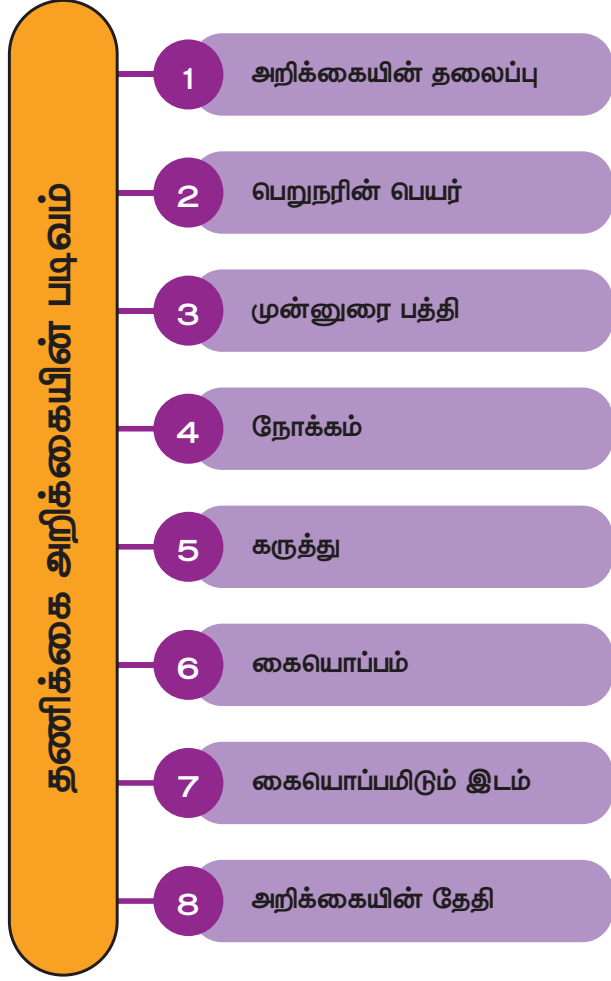 தணிக்கை அறிக்கையின் படிவம்
1 அறிக்கையின் தலைப்பு
2 பெறுநரின் பெயர்
3 முன்னுரை பத்தி
4 நோக்கம்
5 கருத்து
6 கையொப்பம்
7 கையொப்பமிடும் இடம்
8 அறிக்கையின் தேதி